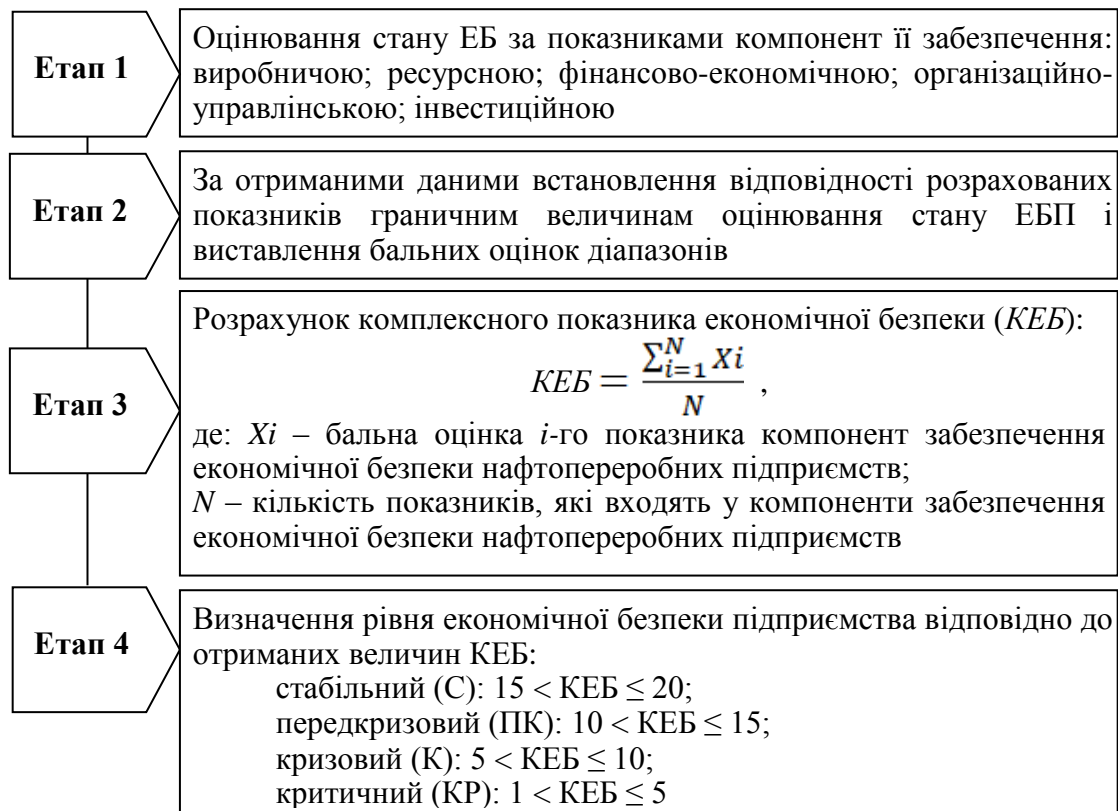 Етап 1
Оцінювання стану ЕБ за показниками компонент її забезпечення:
виробничою; ресурсною; фінансово-економічною; організаційно-
управлінською; інвестиційною
Етап 2
За отриманими даними встановлення відповідності розрахованих
показників граничним величинам оцінювання стану ЕБП і
виставлення бальних оцінок діапазонів
Етап 3
Розрахунок комплексного показника економічної безпеки (КЕБ):
КЕБ = \frac{\sum_{i=1}^{N} Xi}{N} ,
де: Xi – бальна оцінка i-го показника компонент забезпечення
економічної безпеки нафтопереробних підприємств;
N – кількість показників, які входять у компоненти забезпечення
економічної безпеки нафтопереробних підприємств
Етап 4
Визначення рівня економічної безпеки підприємства відповідно до
отриманих величин КЕБ:
стабільний (С): 15 < КЕБ ≤ 20;
передкризовий (ПК): 10 < КЕБ ≤ 15;
кризовий (К): 5 < КЕБ ≤ 10;
критичний (КР): 1 < КЕБ ≤ 5